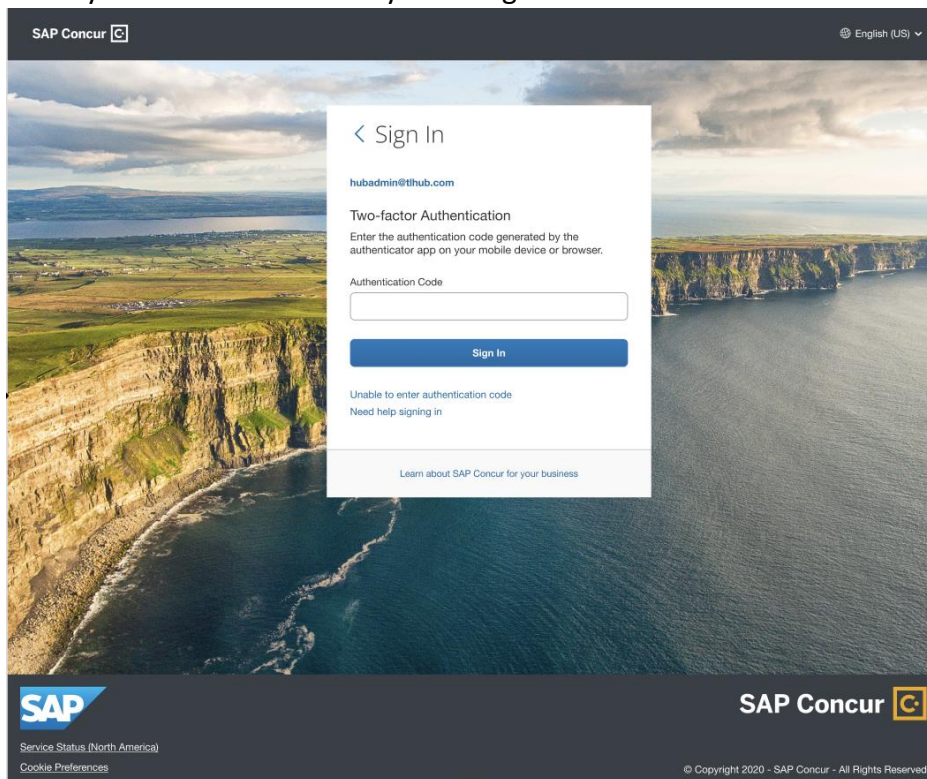 SAP Concur C
English (US)
Sign In
hubadmin@tlhub.com
Two-factor Authentication
Enter the authentication code generated by the
authenticator app on your mobile device or browser.
Authentication Code
Sign In
Unable to enter authentication code
Need help signing in
Learn about SAP Concur for your business
SAP
SAP Concur C
Service Status (North America)
Cookie Preferences
© Copyright 2020 - SAP Concur - All Rights Reserved